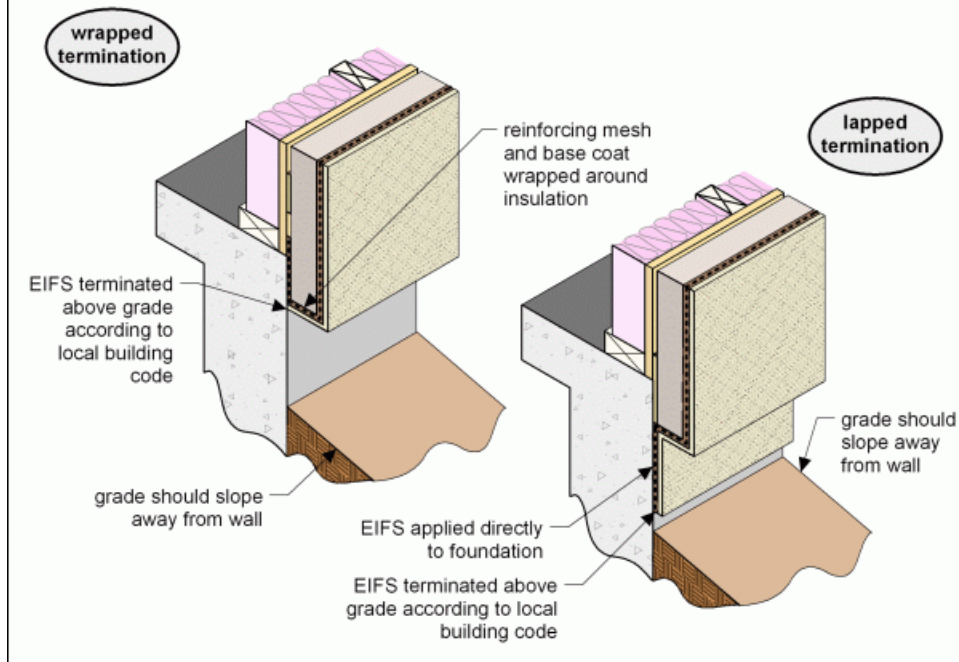 wrapped
termination
reinforcing mesh
and base coat
wrapped around
insulation
lapped
termination
EIFS terminated
above grade
according to
local building
code
grade should slope
away from wall
grade should
slope away
from wall
EIFS applied directly
to foundation
EIFS terminated above
grade according to local
building code